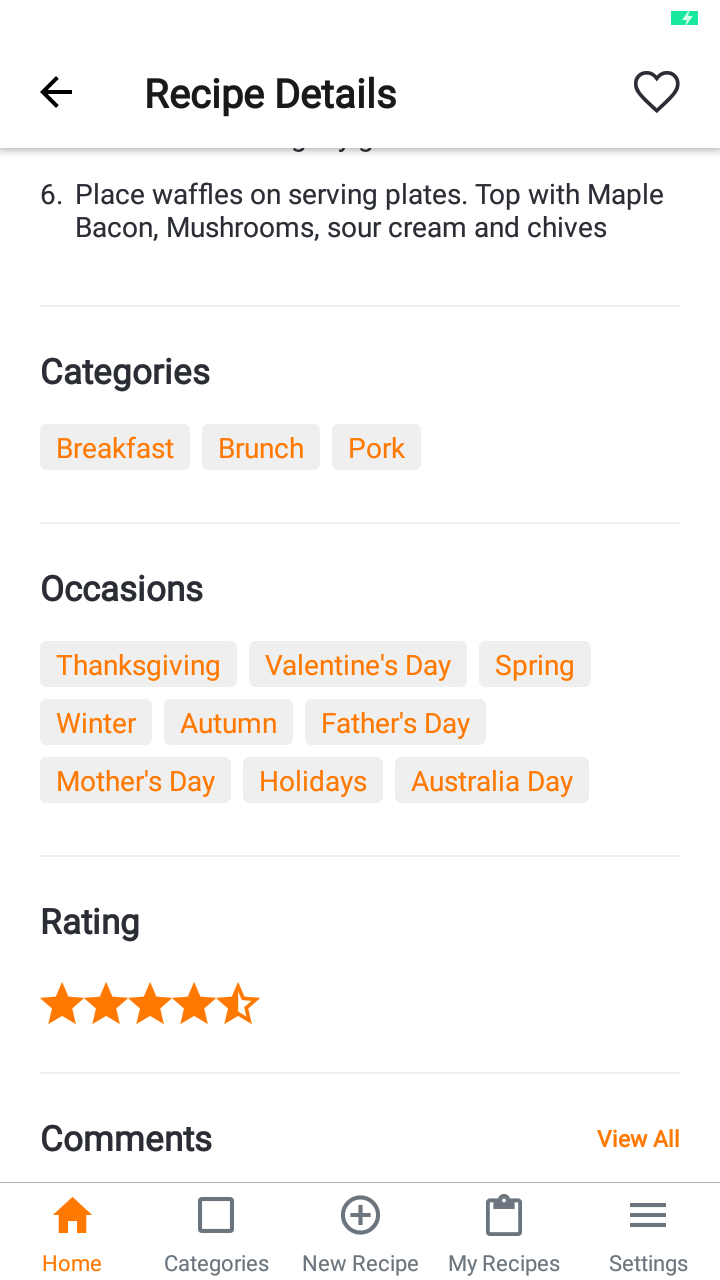 Recipe Details
6. Place waffles on serving plates. Top with Maple
Bacon, Mushrooms, sour cream and chives
Categories
Breakfast Brunch Pork
Occasions
Thanksgiving Valentine's Day Spring
Winter Autumn Father's Day
Mother's Day Holidays Australia Day
Rating
Comments View All
Home Categories New Recipe My Recipes Settings